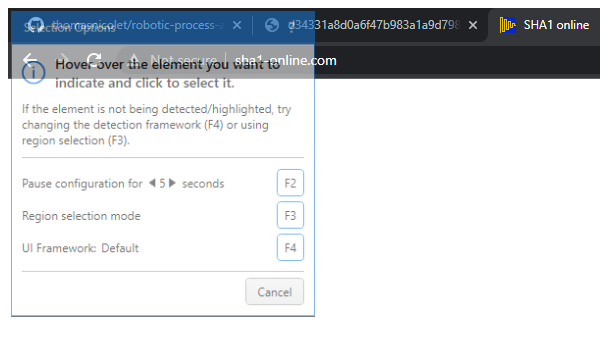 thomasnicolet/robotic-process
d34331a8d0a6f47b983a1a9d798
SHA1 online
Selection Options
Not secure
sha1-online.com
Hover over the element you want to
indicate and click to select it.
If the element is not being detected/highlighted, try
changing the detection framework (F4) or using
region selection (F3).
Pause configuration for 5 seconds F2
Region selection mode F3
UI Framework: Default F4
Cancel